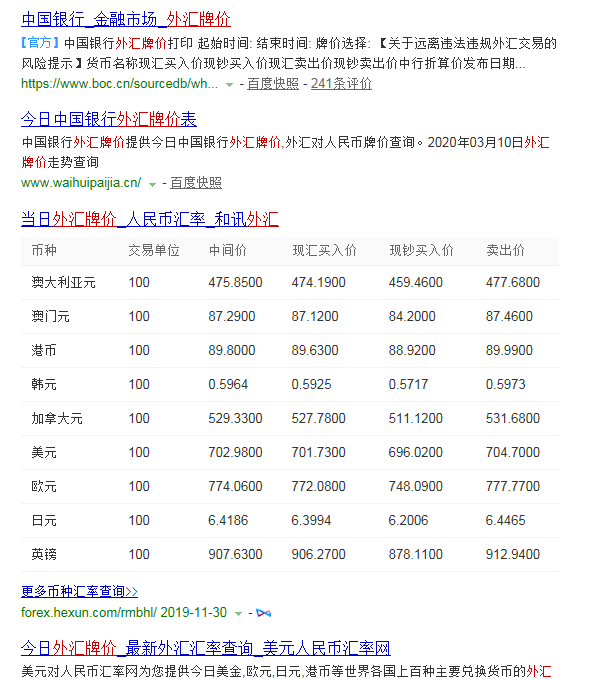 中国银行_金融市场_外汇牌价
【官方】中国银行外汇牌价打印 起始时间: 结束时间: 牌价选择: 【关于远离违法违规外汇交易的
风险提示】货币名称现汇买入价现钞买入价现汇卖出价现钞卖出价中行折算价发布日期...
https://www.boc.cn/sourcedb/wh... - 百度快照 - 241条评价
今日中国银行外汇牌价表
中国银行外汇牌价提供今日中国银行外汇牌价,外汇对人民币牌价查询。2020年03月10日外汇
牌价走势查询
www.waihuipaijia.cn/ - 百度快照
当日外汇牌价_人民币汇率_和讯外汇
币种 交易单位 中间价 现汇买入价 现钞买入价 卖出价
澳大利亚元 100 475.8500 474.1900 459.4600 477.6800
澳门元 100 87.2900 87.1200 84.2000 87.4600
港币 100 89.8000 89.6300 88.9200 89.9900
韩元 100 0.5964 0.5925 0.5717 0.5973
加拿大元 100 529.3300 527.7800 511.1200 531.6800
美元 100 702.9800 701.7300 696.0200 704.7000
欧元 100 774.0600 772.0800 748.0900 777.7700
日元 100 6.4186 6.3994 6.2006 6.4465
英镑 100 907.6300 906.2700 878.1100 912.9400
更多币种汇率查询>>
forex.hexun.com/rmbhl/ 2019-11-30 -
今日外汇牌价_最新外汇汇率查询_美元人民币汇率网
美元对人民币汇率网为您提供今日美金,欧元,日元,港币等世界各国上百种主要兑换货币的外汇